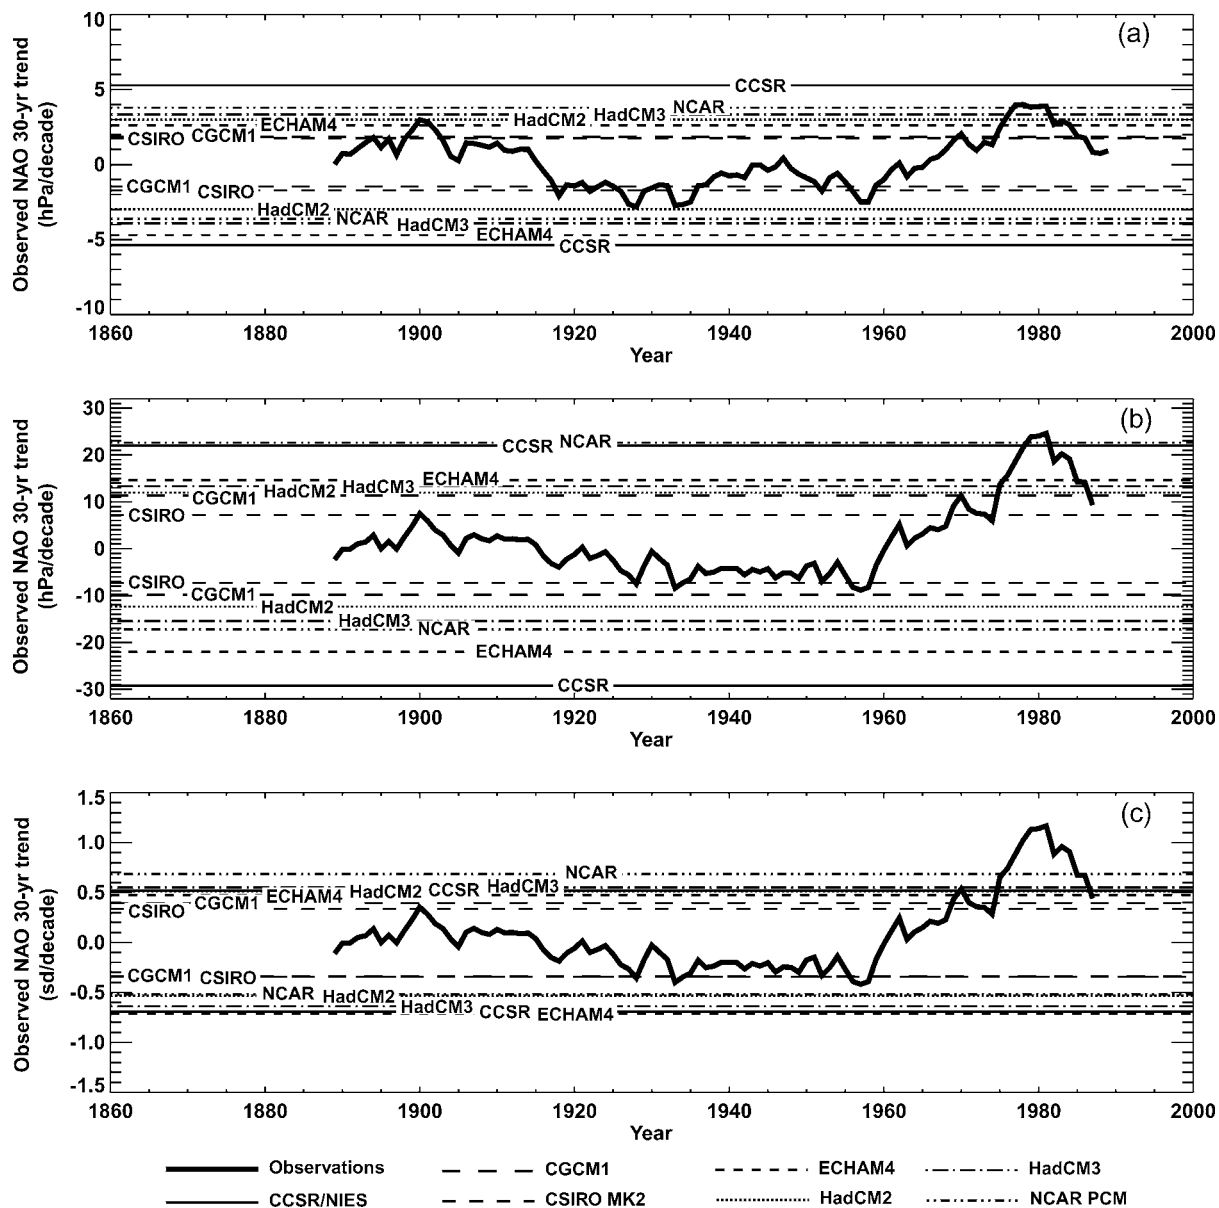 (a)
Observed NAO 30-yr trend
(hPa/decade)
10
5
0
-5
-10
CCSR
NCAR
HadCM3
HadCM2
ECHAM4
CGCM1
CSIRO
CGCM1
CSIRO
HadCM2
NCAR
HadCM3
ECHAM4
CCSR
1860 1880 1900 1920 1940 1960 1980 2000
Year
(b)
Observed NAO 30-yr trend
(hPa/decade)
30
20
10
0
-10
-20
-30
NCAR
CCSR
ECHAM4
HadCM3
HadCM2
CGCM1
CSIRO
CSIRO
CGCM1
HadCM2
HadCM3
NCAR
ECHAM4
CCSR
1860 1880 1900 1920 1940 1960 1980 2000
Year
(c)
Observed NAO 30-yr trend
(sd/decade)
1.5
1.0
0.5
0.0
-0.5
-1.0
-1.5
NCAR
HadCM3
CCSR
HadCM2
ECHAM4
CGCM1
CSIRO
CGCM1
CSIRO
NCAR
HadCM2
HadCM3
CCSR
ECHAM4
1860 1880 1900 1920 1940 1960 1980 2000
Year
Observations CGCM1 ECHAM4 HadCM3
CCSR/NIES CSIRO MK2 HadCM2 NCAR PCM